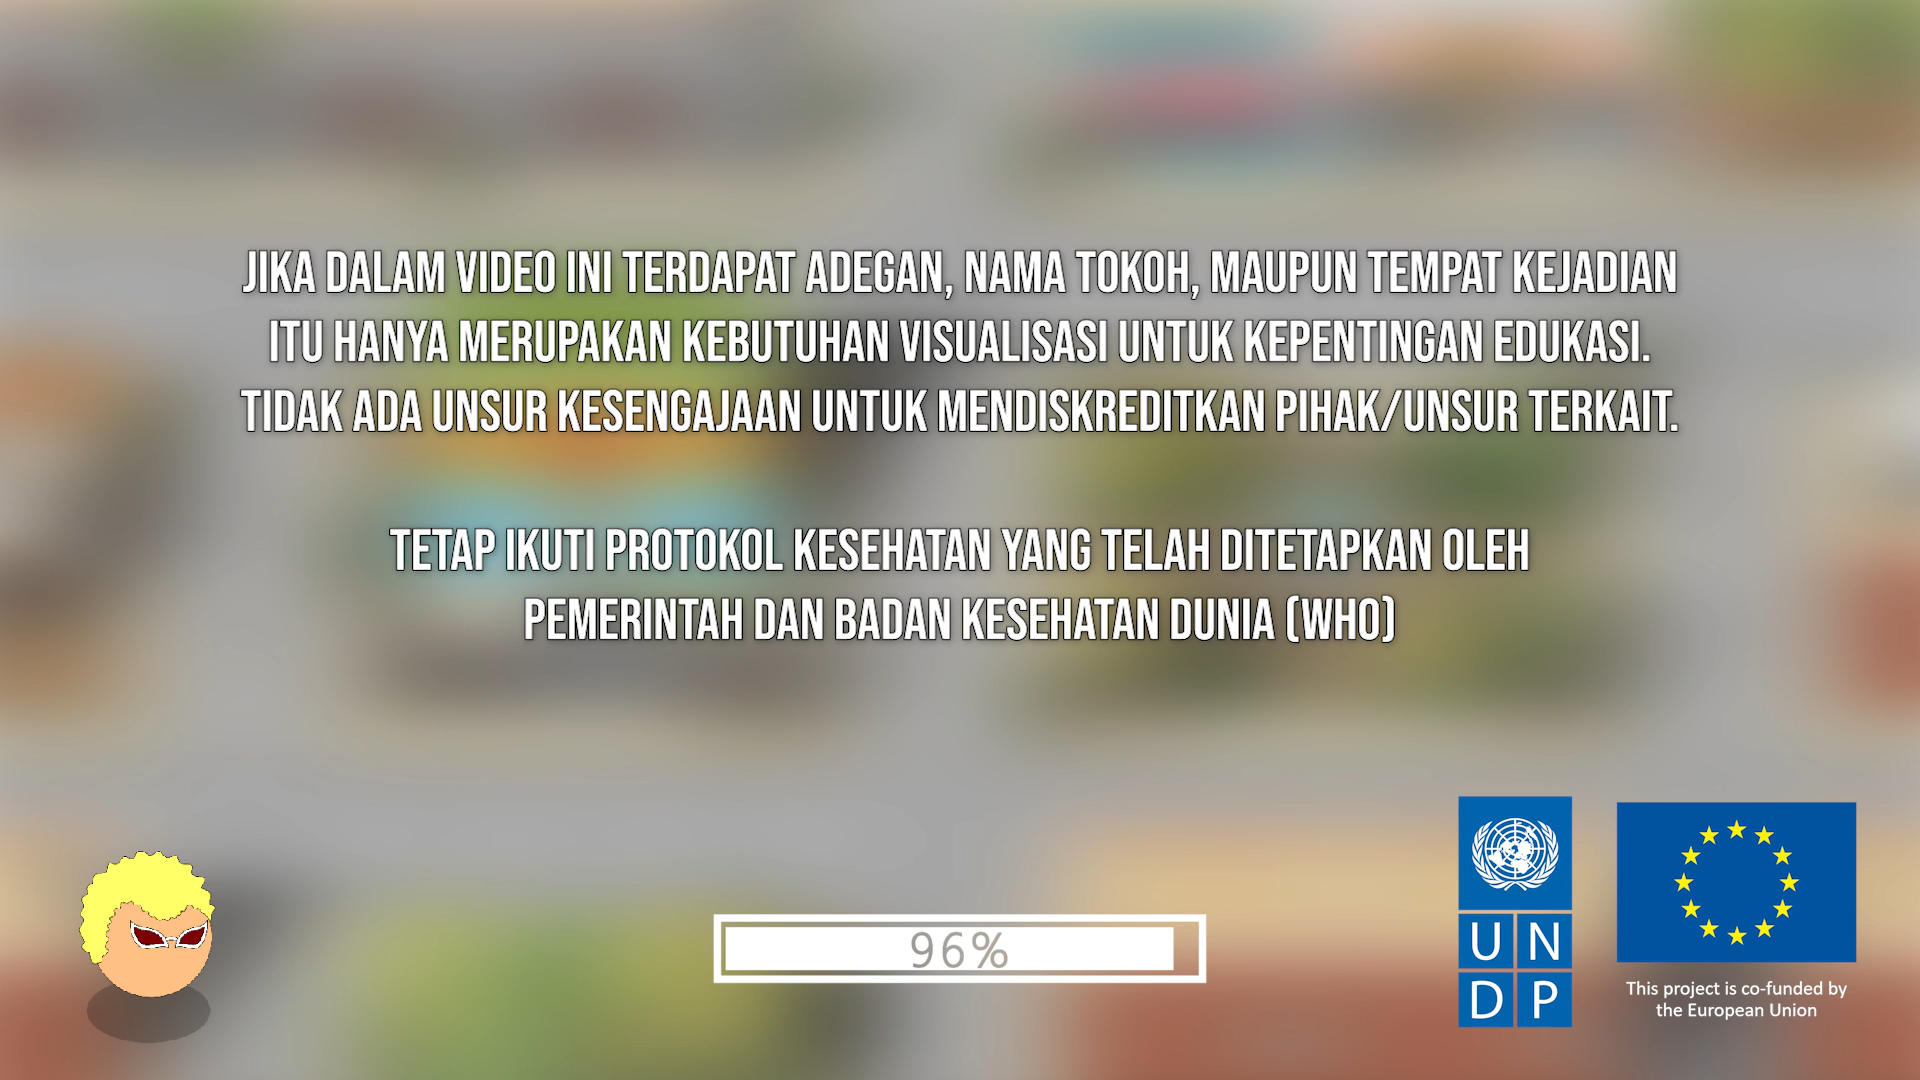 JIKA DALAM VIDEO INI TERDAPAT ADEGAN, NAMA TOKOH, MAUPUN TEMPAT KEJADIAN
ITU HANYA MERUPAKAN KEBUTUHAN VISUALISASI UNTUK KEPENTINGAN EDUKASI.
TIDAK ADA UNSUR KESENGAJAAN UNTUK MENDISKREDITKAN PIHAK/UNSUR TERKAIT.
TETAP IKUTI PROTOKOL KESEHATAN YANG TELAH DITETAPKAN OLEH
PEMERINTAH DAN BADAN KESEHATAN DUNIA (WHO)
96%
U N
D P
This project is co-funded by
the European Union